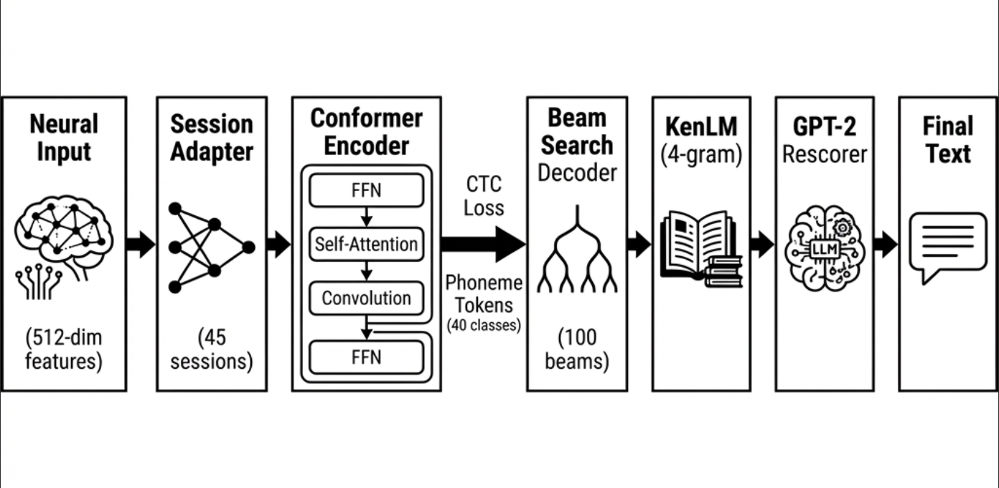 Neural
Input
(512-dim
features)
Session
Adapter
(45
sessions)
Conformer
Encoder
FFN
Self-Attention
Convolution
FFN
CTC
Loss
Phoneme
Tokens
(40 classes)
Beam
Search
Decoder
(100
beams)
KenLM
(4-gram)
GPT-2
Rescorer
LLM
Final
Text